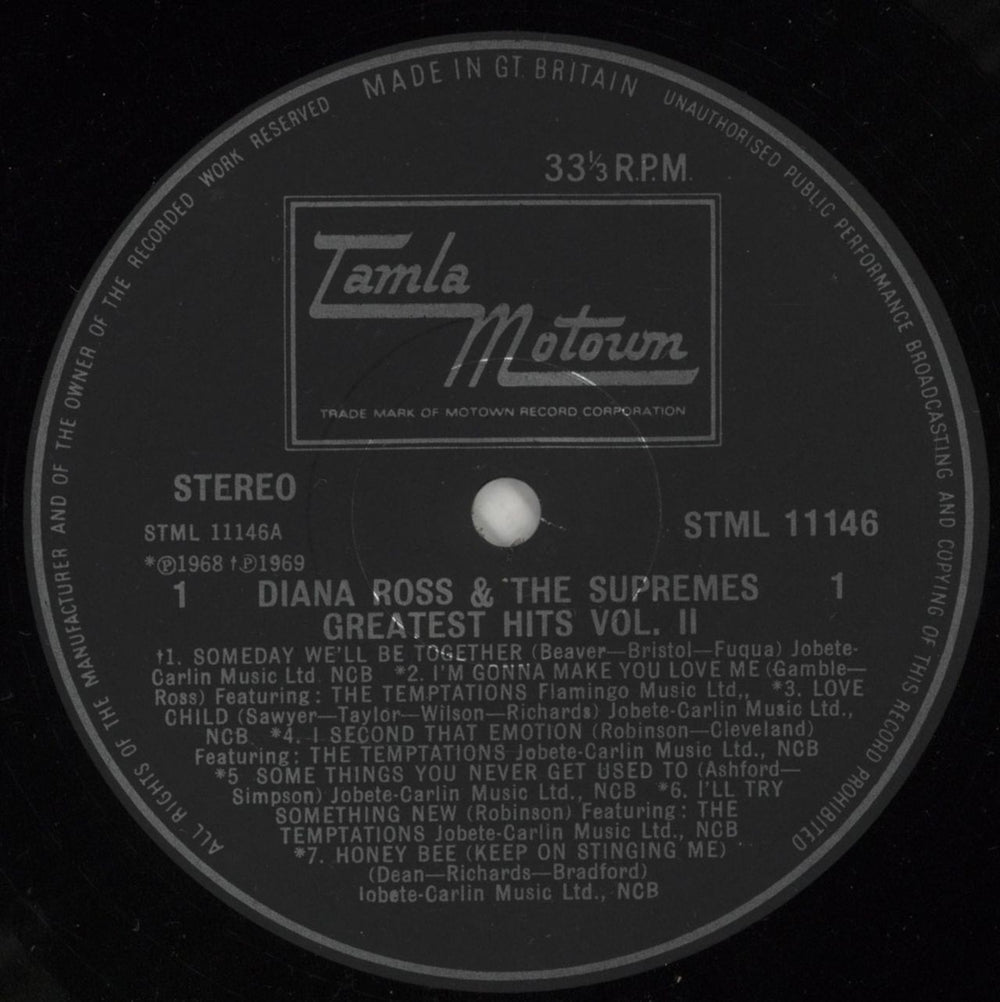 MADE IN GT. BRITAIN
UNAUTHORISED PUBLIC PERFORMANCE BROADCASTING AND COPYING OF THIS RECORD PROHIBITED
ALL RIGHTS OF THE MANUFACTURER AND OF THE OWNER OF THE RECORDED WORK RESERVED
33⅓ R.P.M.
Tamla
Motown
TRADE MARK OF MOTOWN RECORD CORPORATION
STEREO
STML 11146A
STML 11146
*℗1968 †℗1969
1 DIANA ROSS & THE SUPREMES 1
GREATEST HITS VOL. II
†1. SOMEDAY WE'LL BE TOGETHER (Beaver—Bristol—Fuqua) Jobete-
Carlin Music Ltd. NCB *2. I'M GONNA MAKE YOU LOVE ME (Gamble—
Ross) Featuring: THE TEMPTATIONS Flamingo Music Ltd,, *3. LOVE
CHILD (Sawyer—Taylor—Wilson—Richards) Jobete-Carlin Music Ltd.,
NCB *4. I SECOND THAT EMOTION (Robinson—Cleveland)
Featuring: THE TEMPTATIONS Jobete-Carlin Music Ltd., NCB
*5 SOME THINGS YOU NEVER GET USED TO (Ashford—
Simpson) Jobete-Carlin Music Ltd., NCB *6. I'LL TRY
SOMETHING NEW (Robinson) Featuring: THE
TEMPTATIONS Jobete-Carlin Music Ltd., NCB
*7. HONEY BEE (KEEP ON STINGING ME)
(Dean—Richards—Bradford)
Jobete-Carlin Music Ltd., NCB